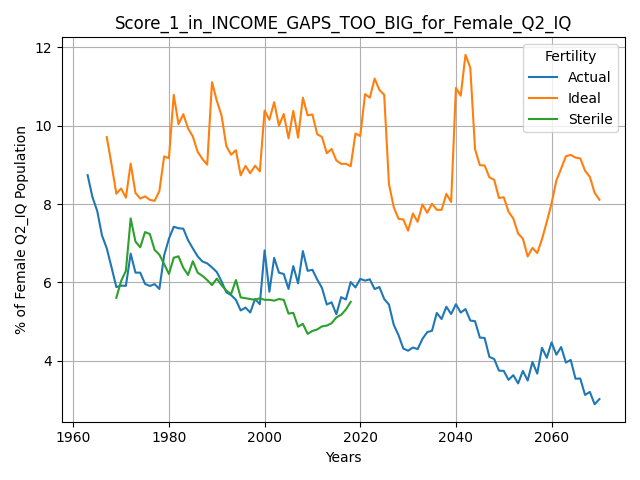 Score_1_in_INCOME_GAPS_TOO_BIG_for_Female_Q2_IQ
% of Female Q2_IQ Population
12
10
8
6
4
Fertility
Actual
Ideal
Sterile
1960 1980 2000 2020 2040 2060
Years